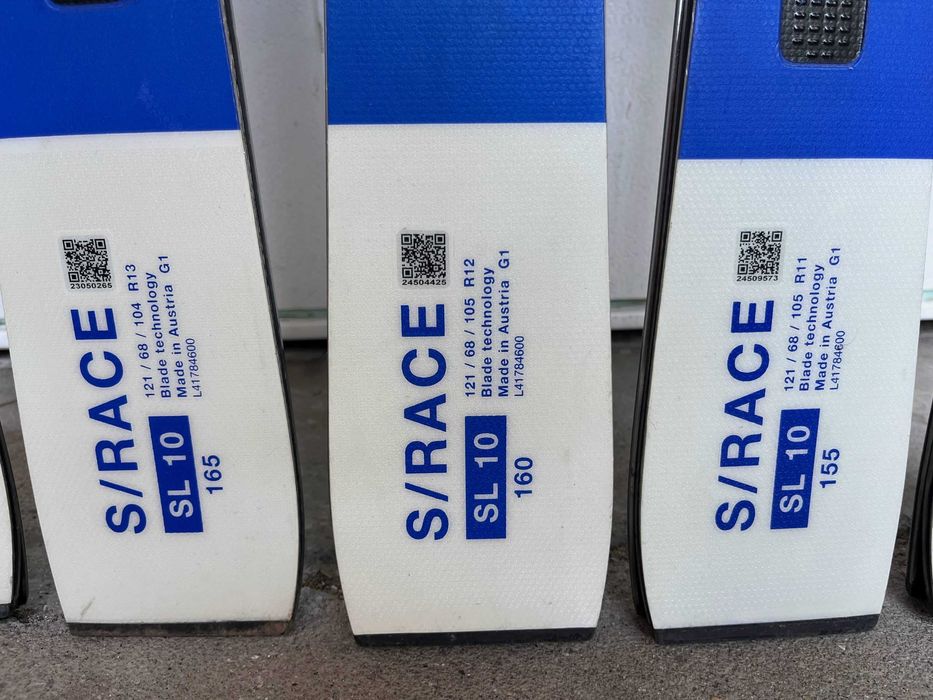 23050265
S/RACE
121 / 68 / 104 R13
Blade technology
Made in Austria G1
L41784600
SL 10
165
24504425
S/RACE
121 / 68 / 105 R12
Blade technology
Made in Austria G1
L41784600
SL 10
160
24509573
S/RACE
121 / 68 / 105 R11
Blade technology
Made in Austria G1
L41784600
SL 10
155